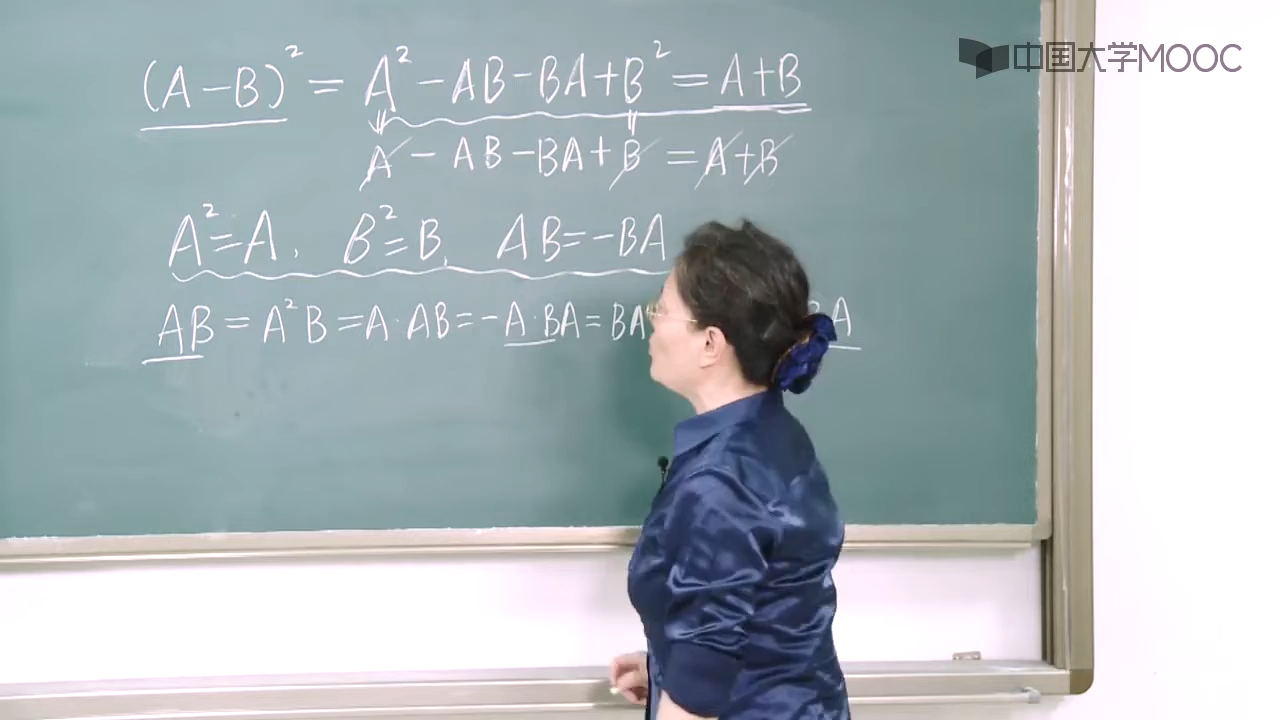 中国大学MOOC
(A-B)² = A² - AB - BA + B² = A + B
A - AB - BA + B = A + B
A² = A, B² = B, AB = -BA
AB = A²B = A·AB = -A·BA = BA
BA